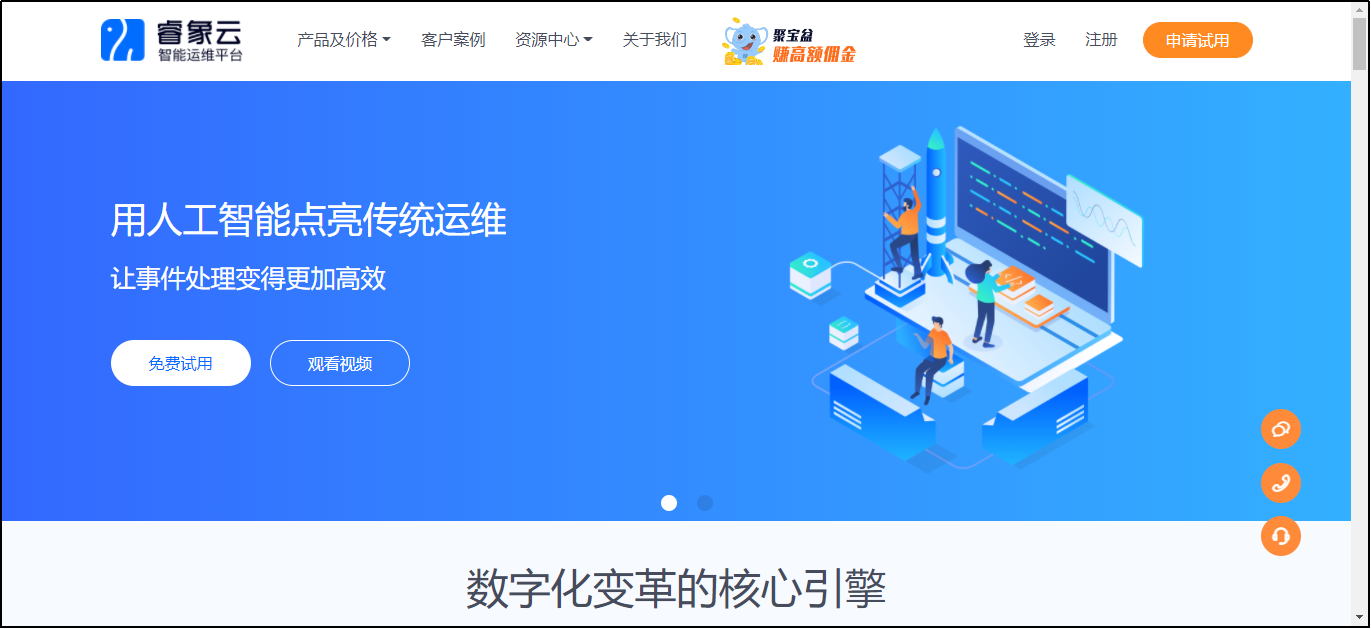 睿象云
智能运维平台
产品及价格
客户案例
资源中心
关于我们
聚宝盆
赚高额佣金
登录
注册
申请试用
用人工智能点亮传统运维
让事件处理变得更加高效
免费试用
观看视频
数字化变革的核心引擎